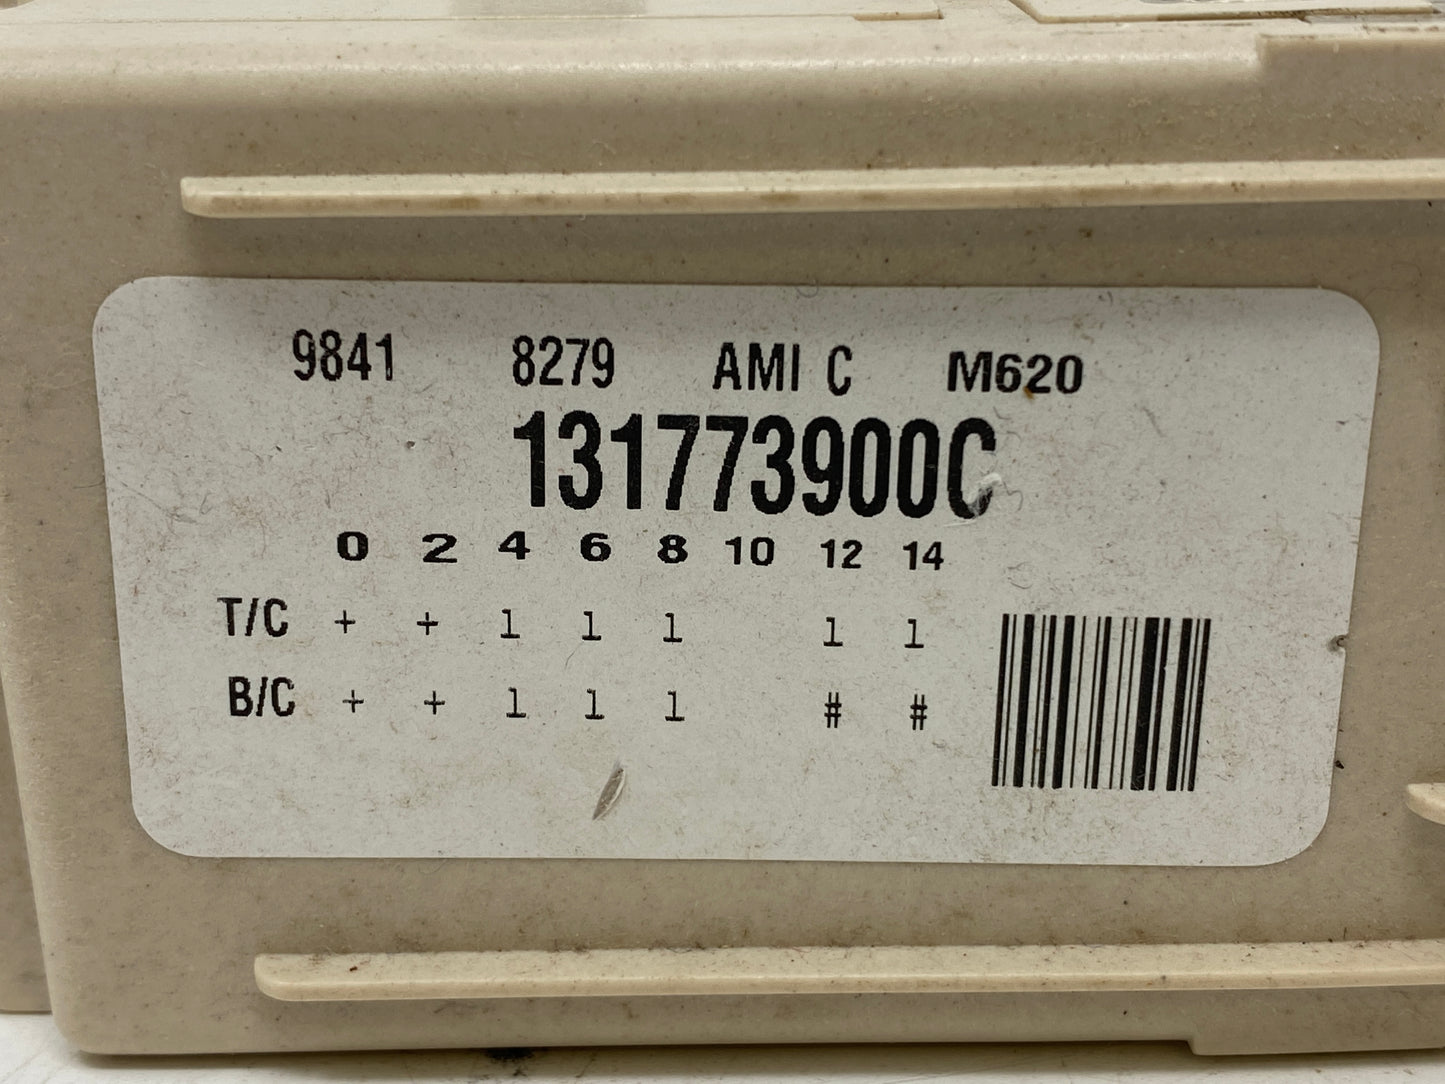 9841 8279 AMI C M620
131773900C
0 2 4 6 8 10 12 14
T/C + + 1 1 1 1 1
B/C + + 1 1 1 # #